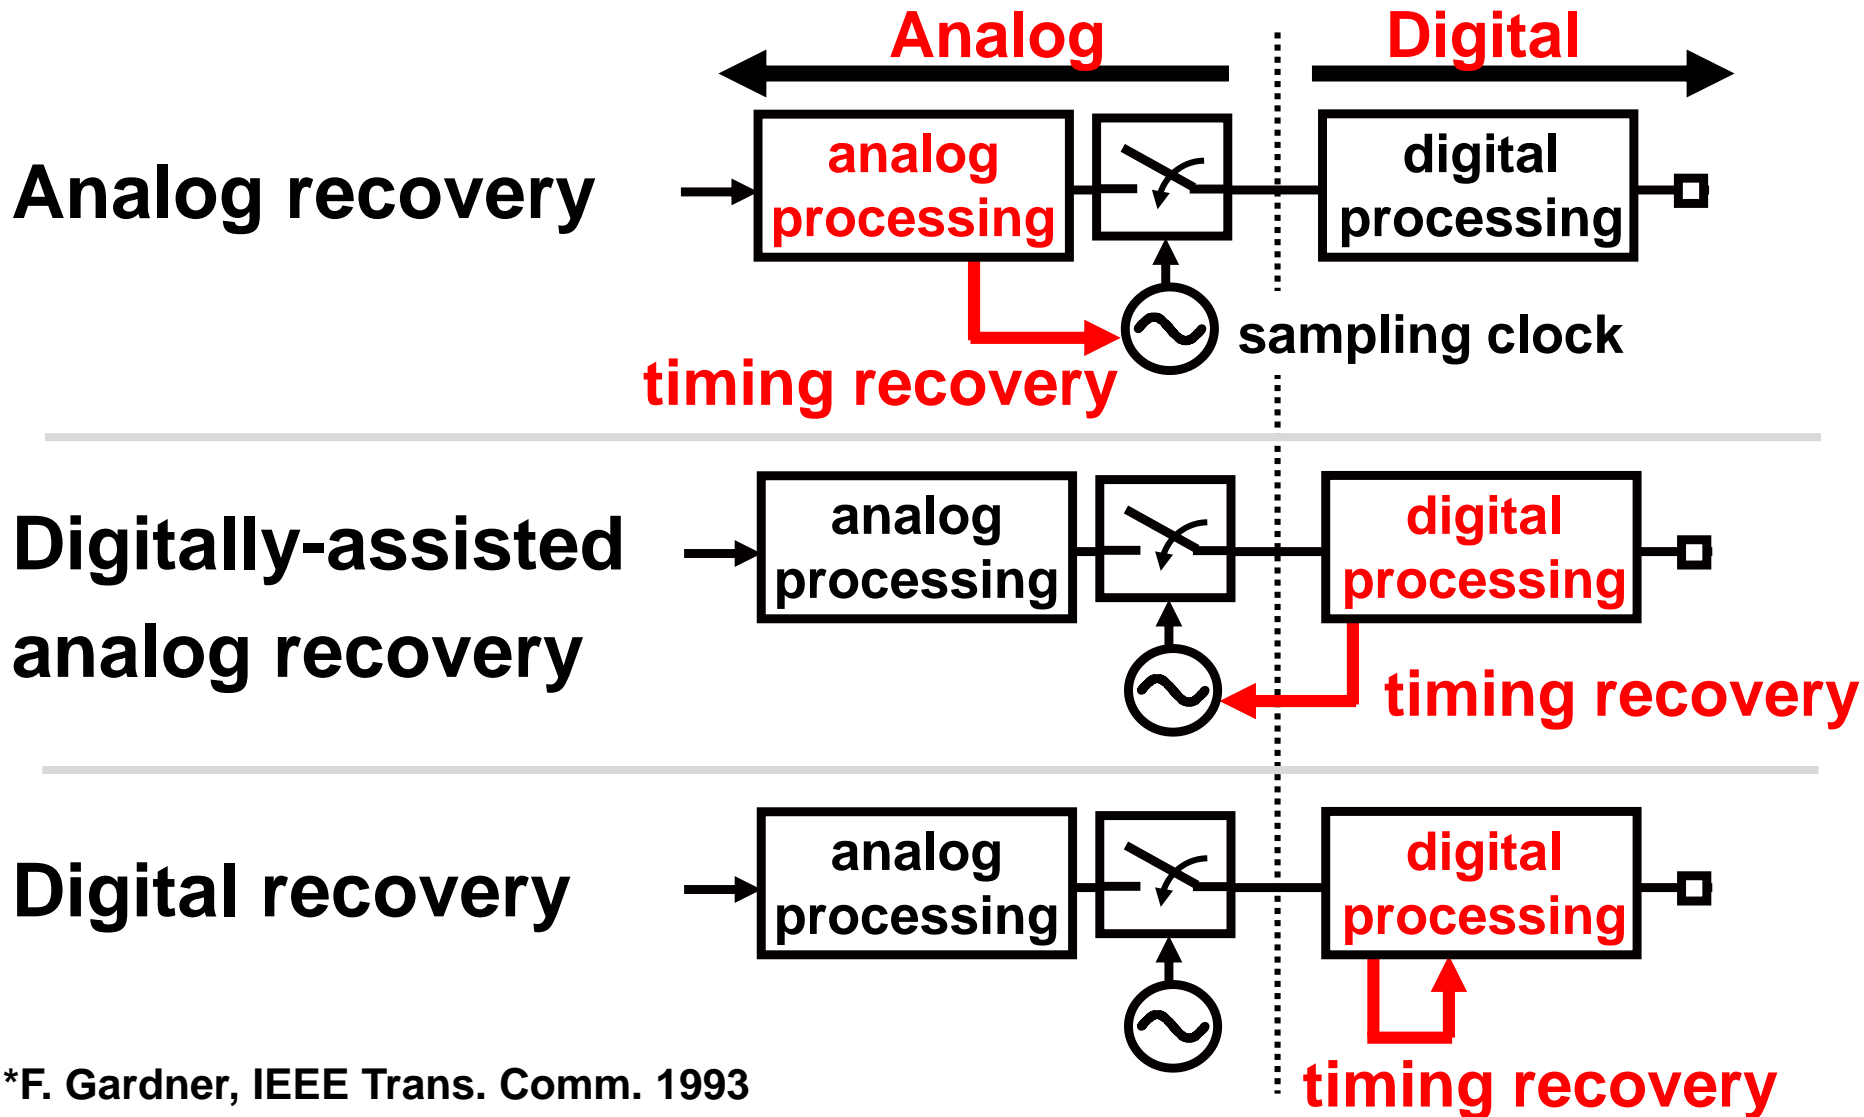 Analog
Digital
Analog recovery
analog
processing
digital
processing
sampling clock
timing recovery
Digitally-assisted
analog recovery
analog
processing
digital
processing
timing recovery
Digital recovery
analog
processing
digital
processing
timing recovery
*F. Gardner, IEEE Trans. Comm. 1993